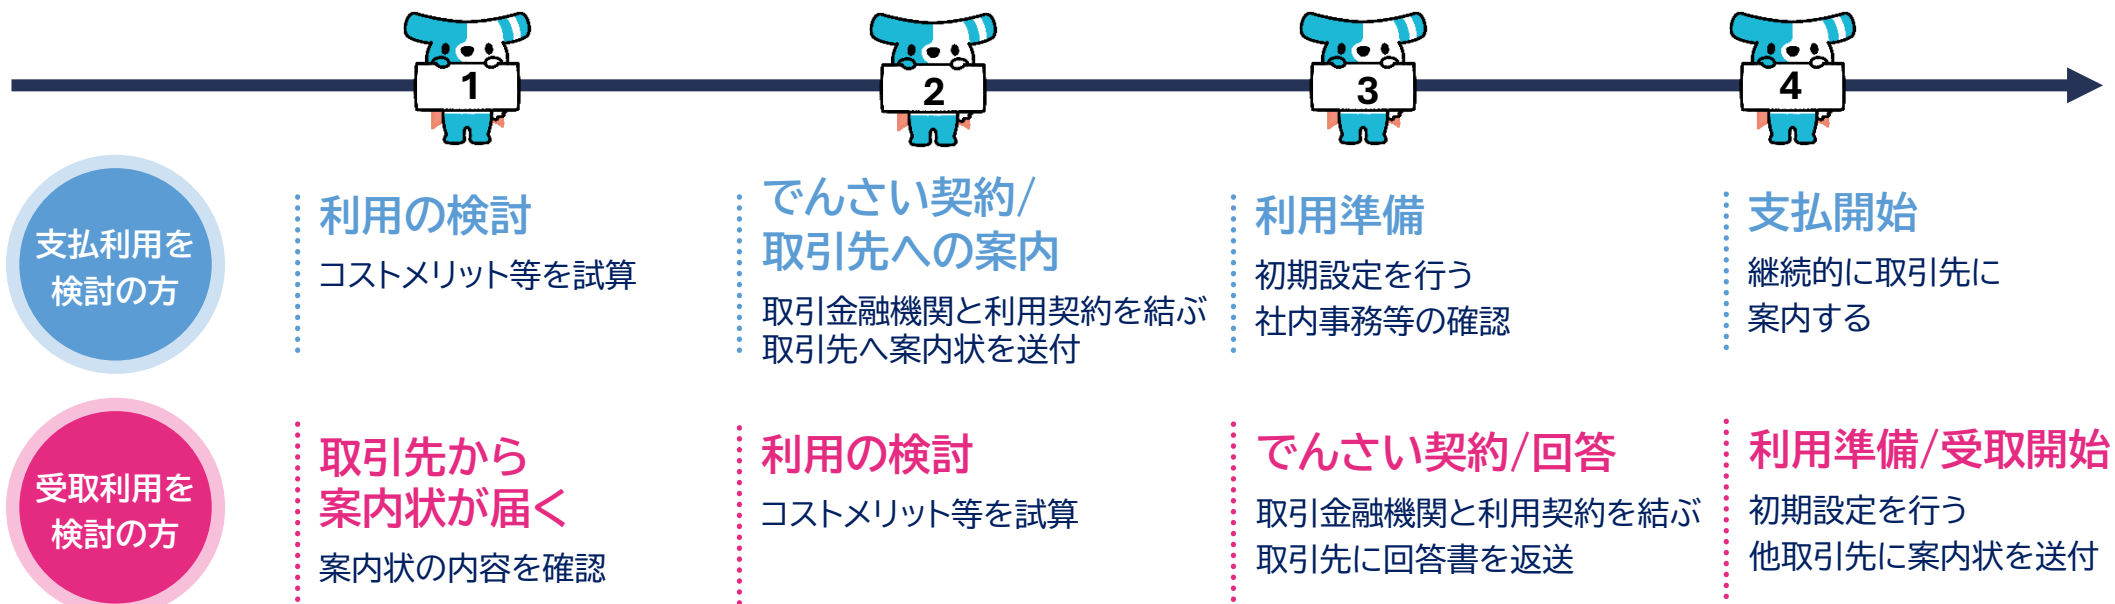 1
2
3
4
支払利用を
検討の方
利用の検討
コストメリット等を試算
でんさい契約/
取引先への案内
取引金融機関と利用契約を結ぶ
取引先へ案内状を送付
利用準備
初期設定を行う
社内事務等の確認
支払開始
継続的に取引先に
案内する
受取利用を
検討の方
取引先から
案内状が届く
案内状の内容を確認
利用の検討
コストメリット等を試算
でんさい契約/回答
取引金融機関と利用契約を結ぶ
取引先に回答書を返送
利用準備/受取開始
初期設定を行う
他取引先に案内状を送付